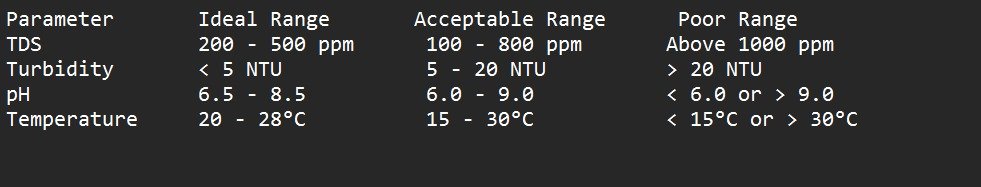 Parameter Ideal Range Acceptable Range Poor Range
TDS 200 - 500 ppm 100 - 800 ppm Above 1000 ppm
Turbidity < 5 NTU 5 - 20 NTU > 20 NTU
pH 6.5 - 8.5 6.0 - 9.0 < 6.0 or > 9.0
Temperature 20 - 28°C 15 - 30°C < 15°C or > 30°C